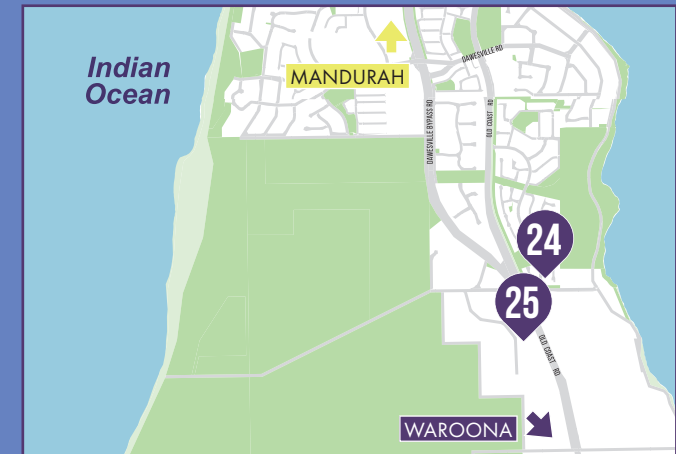 Indian
Ocean
MANDURAH
DAWESVILLE RD
DAWESVILLE BYPASS RD
OLD COAST RD
24
25
OLD COAST RD
WAROONA